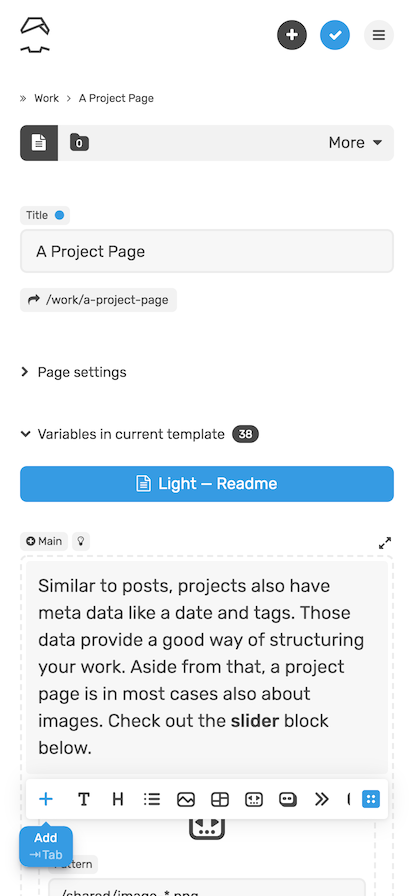 Work
A Project Page
0
More
Title
A Project Page
/work/a-project-page
Page settings
Variables in current template 38
Light — Readme
Main
Similar to posts, projects also have
meta data like a date and tags. Those
data provide a good way of structuring
your work. Aside from that, a project
page is in most cases also about
images. Check out the slider block
below.
T
H
Add
Tab
/shared/image_*.png